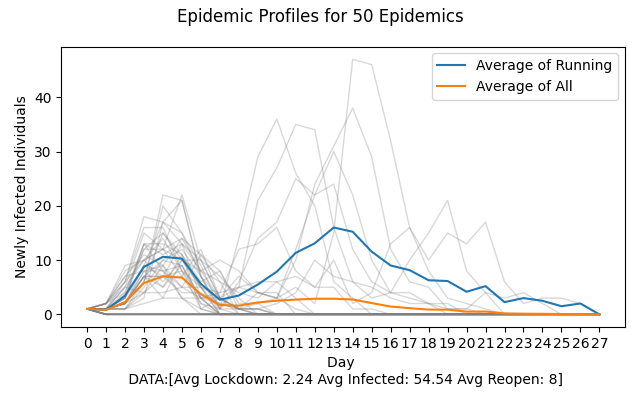 Epidemic Profiles for 50 Epidemics
Average of Running
Average of All
Newly Infected Individuals
40
30
20
10
0
0 1 2 3 4 5 6 7 8 9 10 11 12 13 14 15 16 17 18 19 20 21 22 23 24 25 26 27
Day
DATA:[Avg Lockdown: 2.24 Avg Infected: 54.54 Avg Reopen: 8]